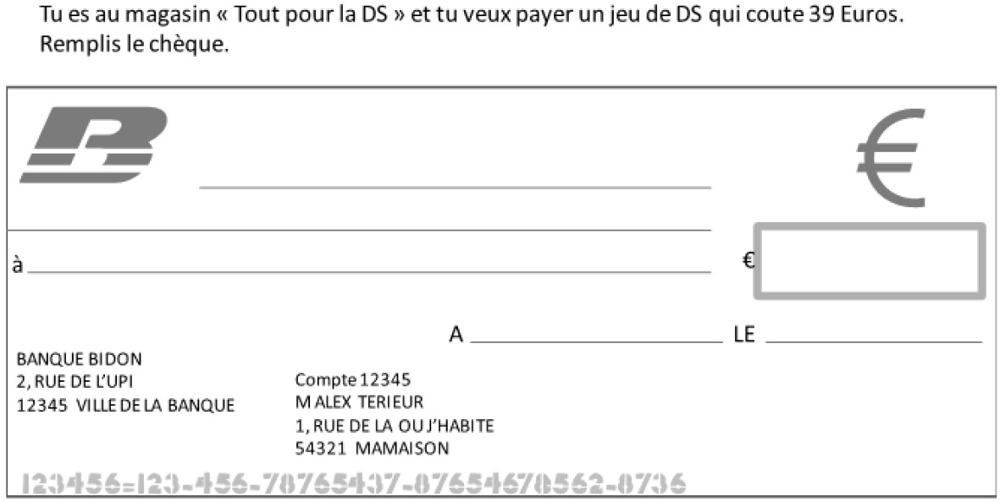 Tu es au magasin « Tout pour la DS » et tu veux payer un jeu de DS qui coute 39 Euros.
Remplis le chèque.
B
€
à
€
A LE
BANQUE BIDON
2, RUE DE L'UPI
12345 VILLE DE LA BANQUE
Compte 12345
M ALEX TERIEUR
1, RUE DE LA OU J'HABITE
54321 MAMAISON
123456=123-456-78765437-87654678562-8736